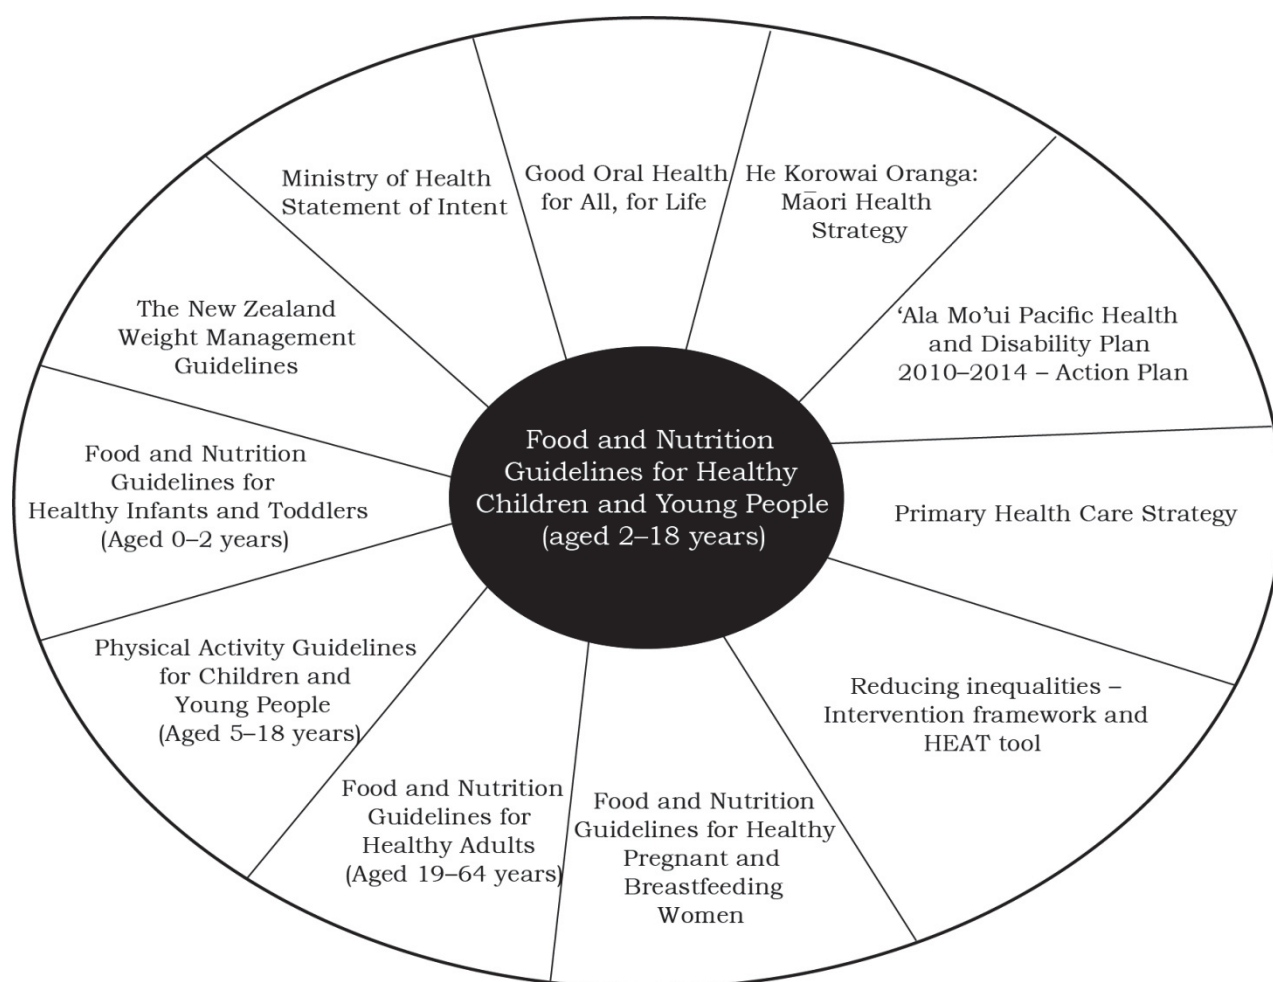 Ministry of Health
Statement of Intent
Good Oral Health
for All, for Life
He Korowai Oranga:
Māori Health
Strategy
‘Ala Mo’ui Pacific Health
and Disability Plan
2010–2014 – Action Plan
Primary Health Care Strategy
Reducing inequalities –
Intervention framework and
HEAT tool
Food and Nutrition
Guidelines for Healthy
Pregnant and
Breastfeeding
Women
Food and Nutrition
Guidelines for
Healthy Adults
(Aged 19–64 years)
Physical Activity Guidelines
for Children and
Young People
(Aged 5–18 years)
Food and Nutrition
Guidelines for
Healthy Infants and Toddlers
(Aged 0–2 years)
The New Zealand
Weight Management
Guidelines
Food and Nutrition
Guidelines for Healthy
Children and Young People
(aged 2–18 years)